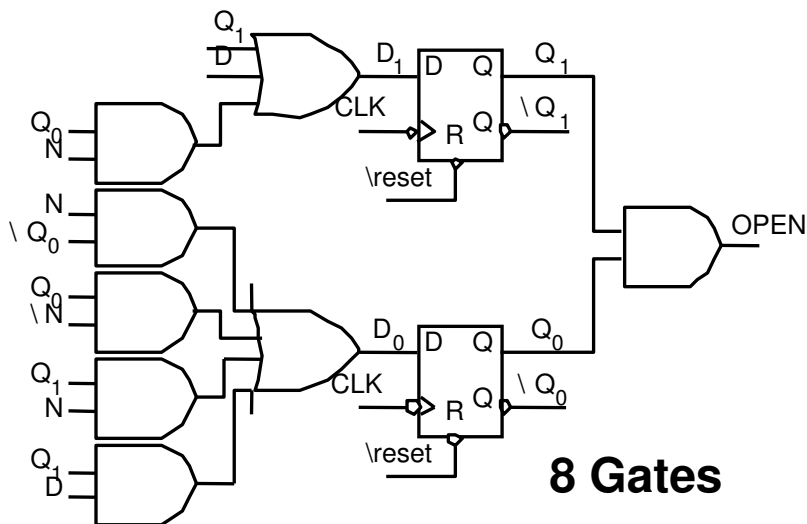 Q1
D
D1
D Q
Q1
CLK
R Q
\ Q1
\reset
Q0
N
N
\ Q0
OPEN
Q0
\ N
D0
D Q
Q0
Q1
N
CLK
R Q
\ Q0
\reset
Q1
D
8 Gates